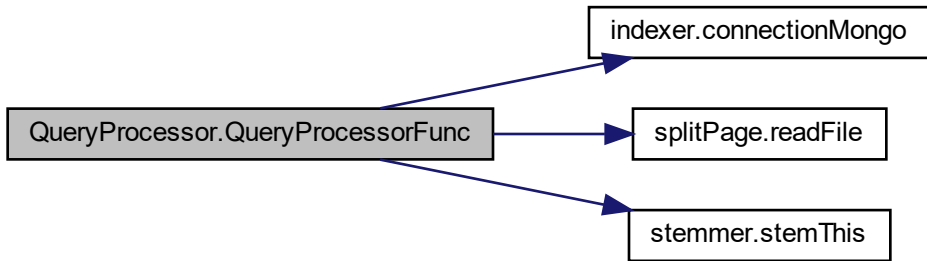 indexer.connectionMongo
QueryProcessor.QueryProcessorFunc
splitPage.readFile
stemmer.stemThis